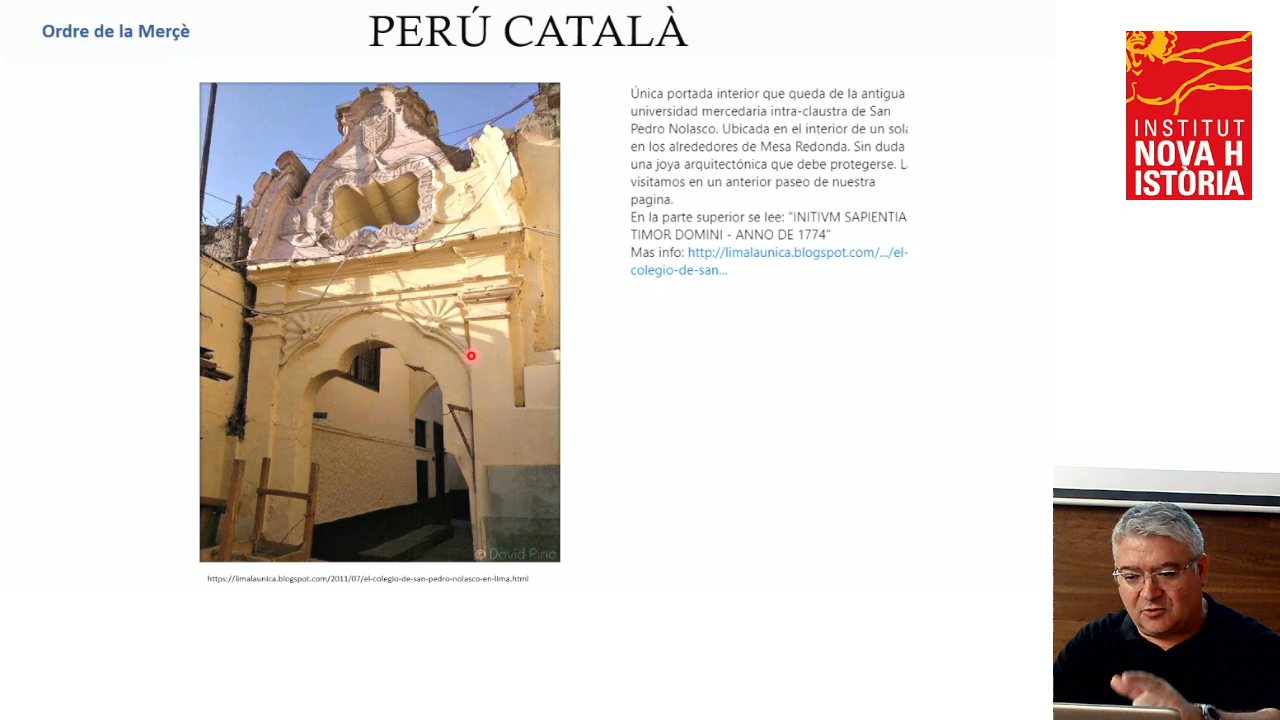 Ordre de la Merçè
PERÚ CATALÀ
INSTITUT
NOVA H
ISTÒRIA
Única portada interior que queda de la antigua
universidad mercedaria intra-claustra de San
Pedro Nolasco. Ubicada en el interior de un sola
en los alrededores de Mesa Redonda. Sin duda
una joya arquitectónica que debe protegerse. L
visitamos en un anterior paseo de nuestra
pagina.
En la parte superior se lee: "INITIVM SAPIENTIA
TIMOR DOMINI - ANNO DE 1774"
Mas info: http://limalaunica.blogspot.com/.../el-
colegio-de-san...
© David Pino
https://limalaunica.blogspot.com/2011/07/el-colegio-de-san-pedro-nolasco-en-lima.html